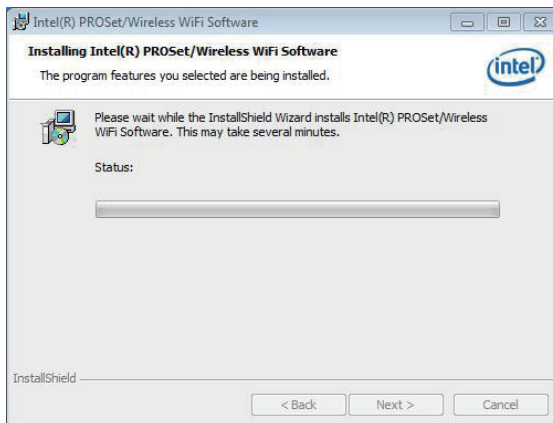 Intel(R) PROSet/Wireless WiFi Software
Installing Intel(R) PROSet/Wireless WiFi Software
The program features you selected are being installed.
intel
Please wait while the InstallShield Wizard installs Intel(R) PROSet/Wireless
WiFi Software. This may take several minutes.
Status:
InstallShield
< Back
Next >
Cancel